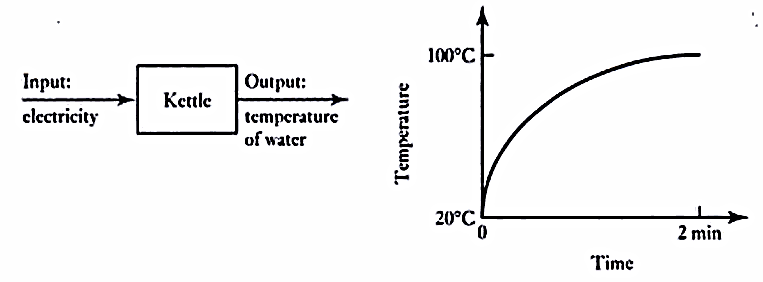 Input:
electricity
Kettle
Output:
temperature
of water
100°C
Temperature
20°C
0
2 min
Time